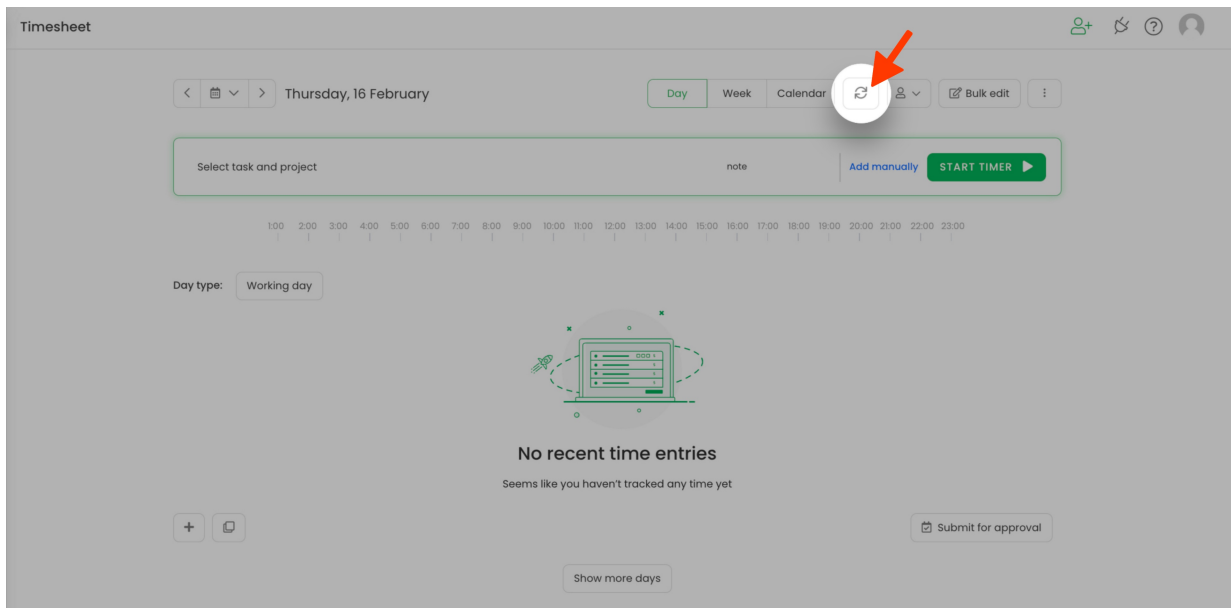 Timesheet
Thursday, 16 February
Day Week Calendar Bulk edit
Select task and project note Add manually START TIMER
1:00 2:00 3:00 4:00 5:00 6:00 7:00 8:00 9:00 10:00 11:00 12:00 13:00 14:00 15:00 16:00 17:00 18:00 19:00 20:00 21:00 22:00 23:00
Day type: Working day
No recent time entries
Seems like you haven't tracked any time yet
Submit for approval
Show more days